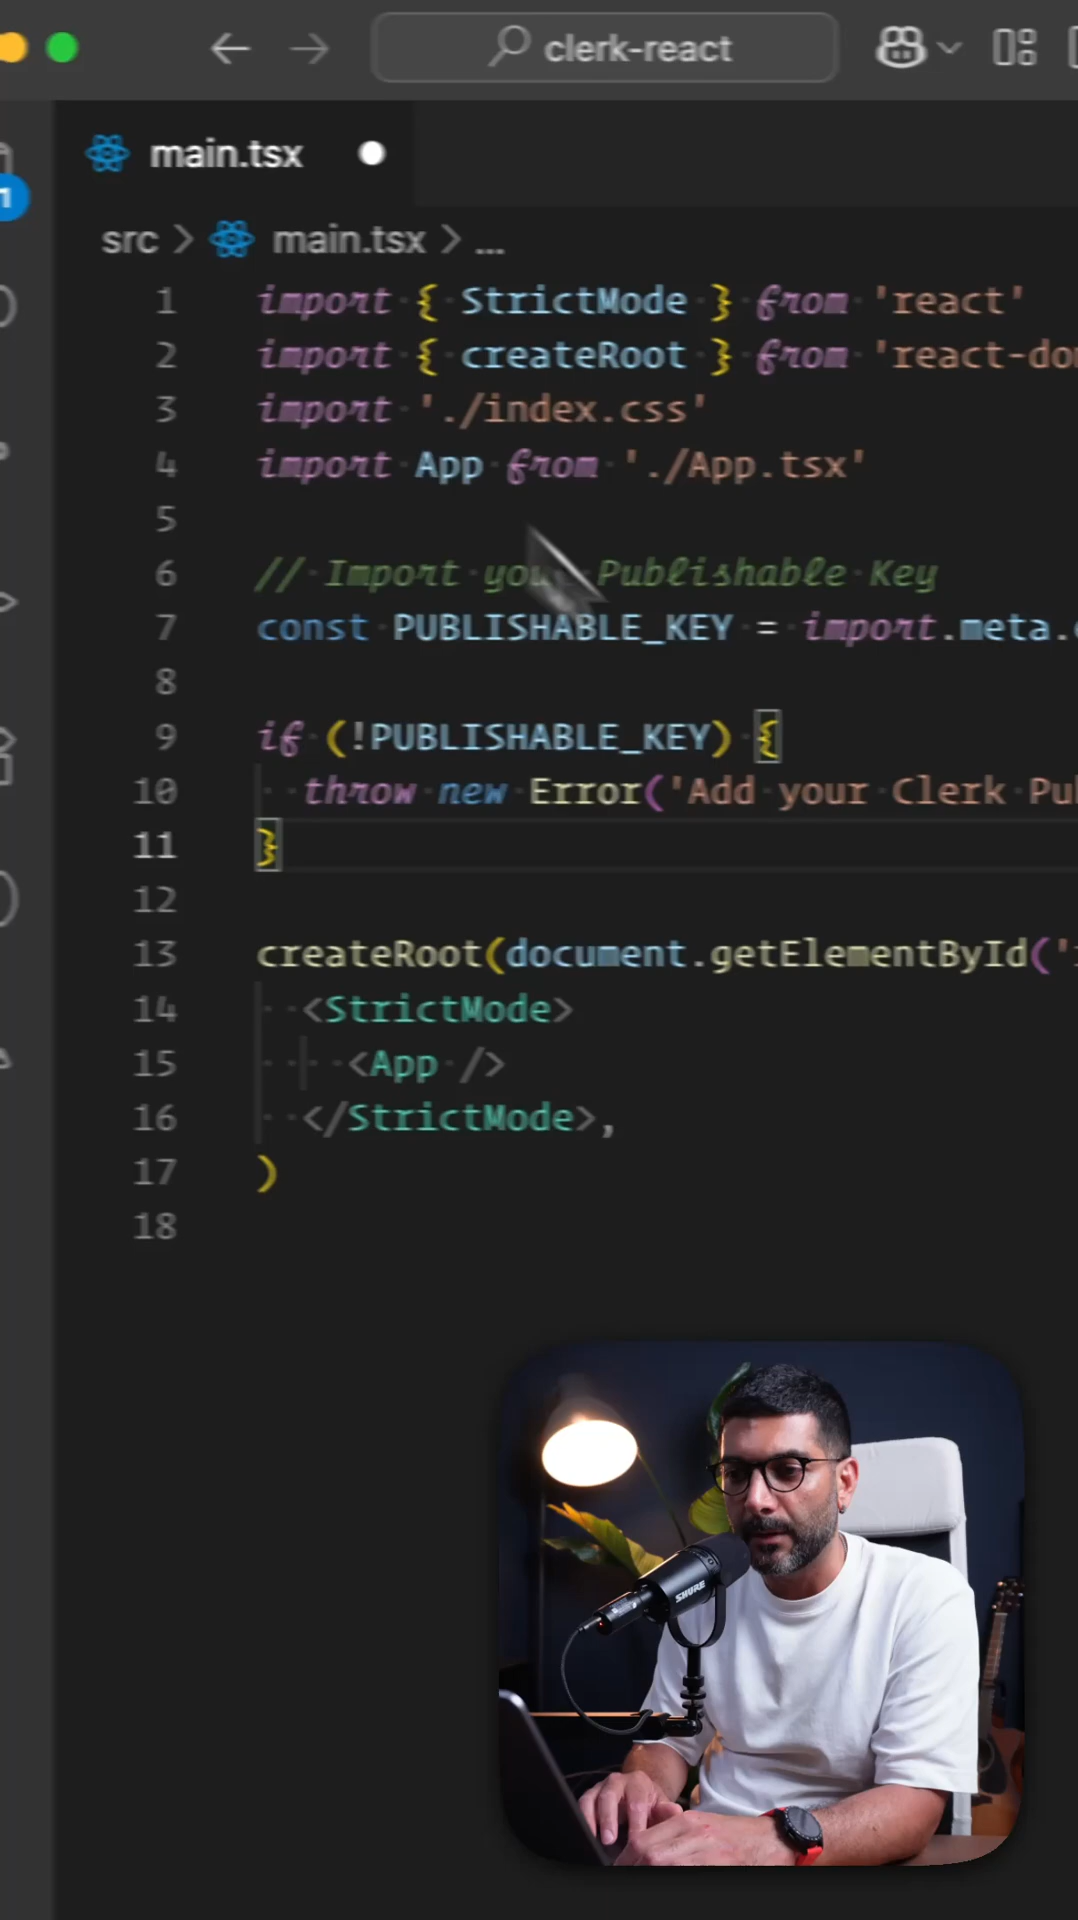 clerk-react
main.tsx
1
src > main.tsx > ...
1 import { StrictMode } from 'react'
2 import { createRoot } from 'react-dom
3 import './index.css'
4 import App from './App.tsx'
5
6 // Import your Publishable Key
7 const PUBLISHABLE_KEY = import.meta.
8
9 if (!PUBLISHABLE_KEY) {
10 throw new Error('Add your Clerk Pu
11 }
12
13 createRoot(document.getElementById('
14 <StrictMode>
15 <App />
16 </StrictMode>,
17 )
18
SHURE